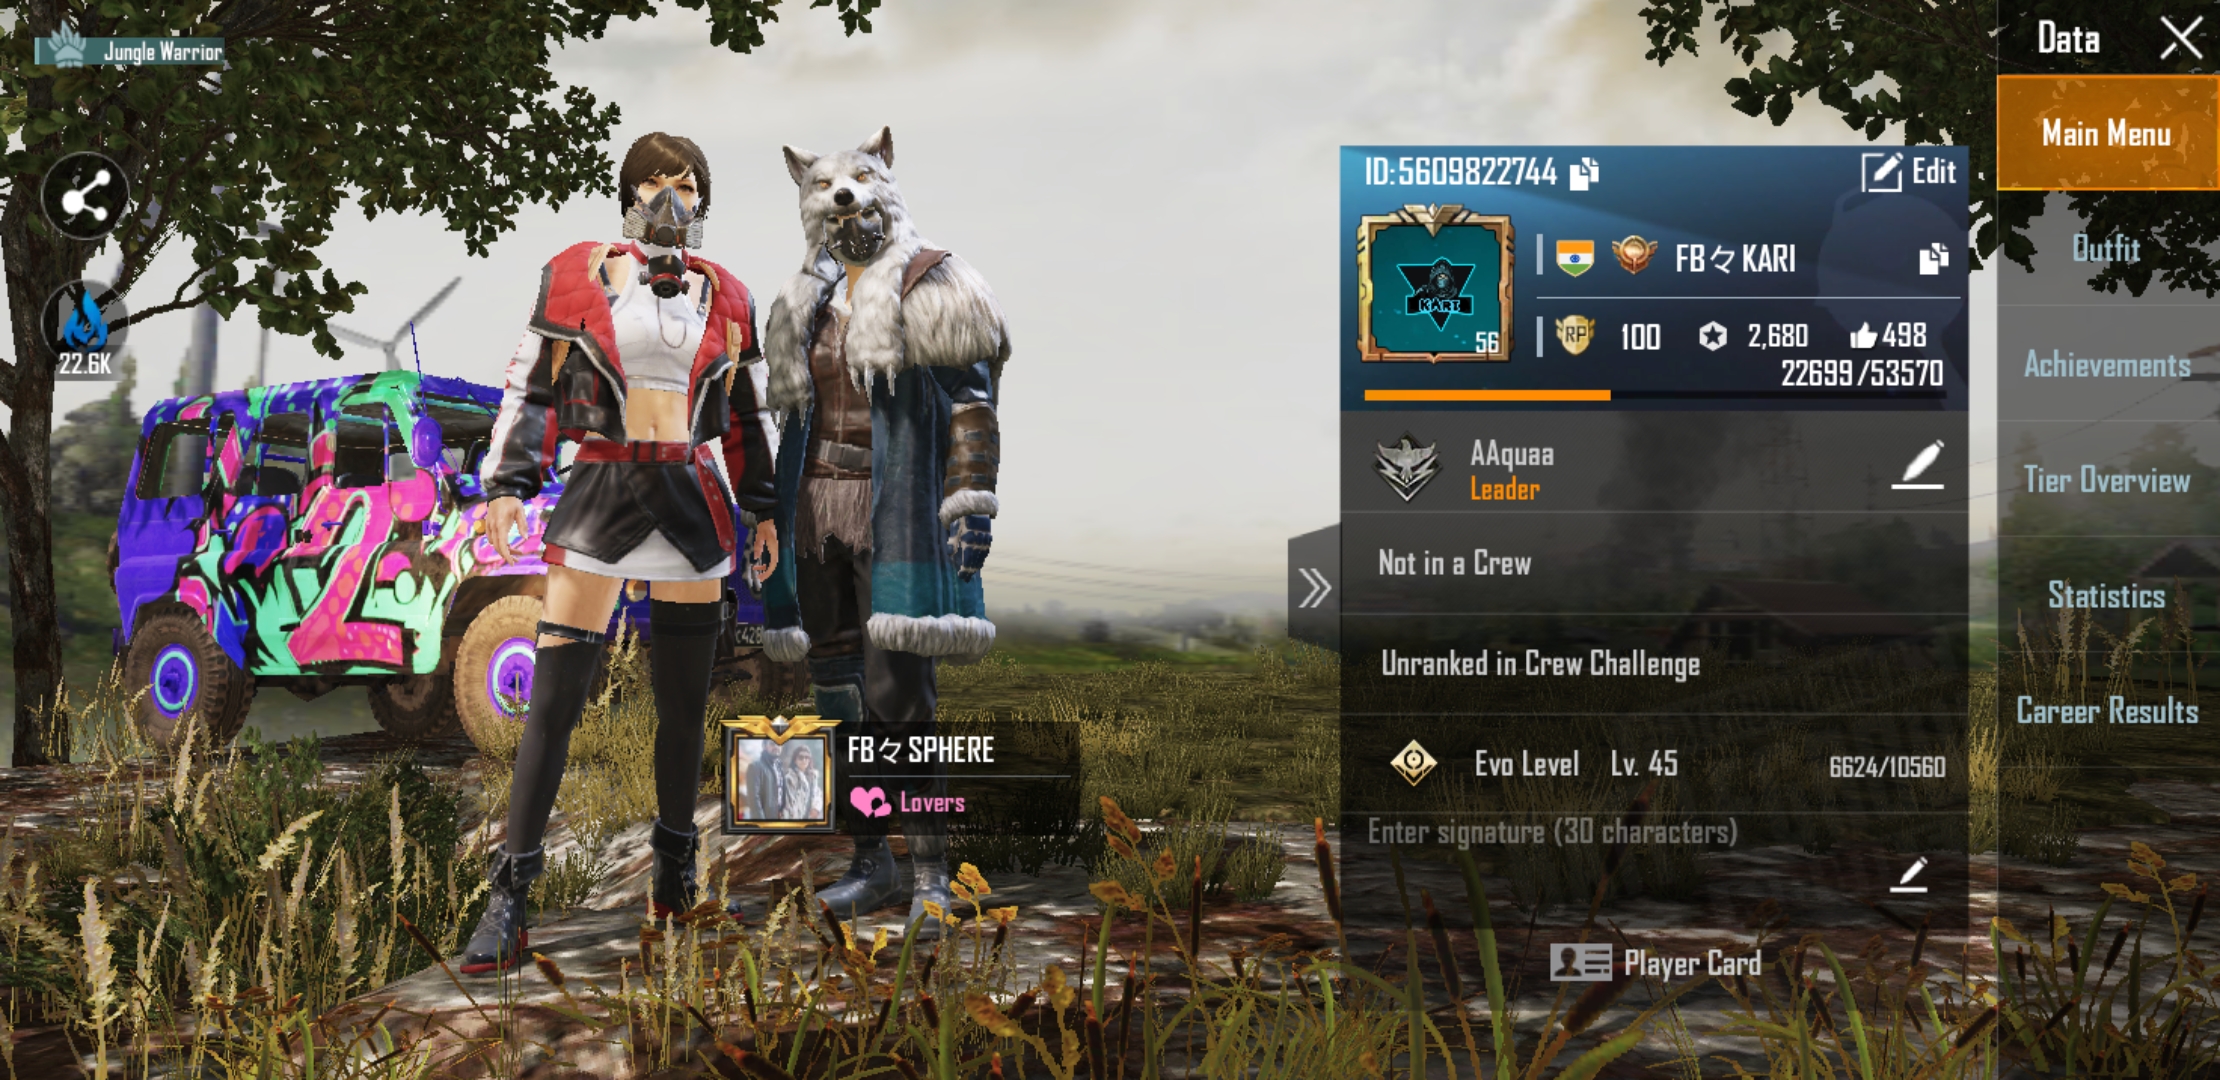 Jungle Warrior
22.6K
FB々SPHERE
Lovers
ID:5609822744
Edit
KARI
56
FB々KARI
RP 100 2,680 498
22699/53570
AAquaa
Leader
Not in a Crew
Unranked in Crew Challenge
Evo Level Lv. 45 6624/10560
Enter signature (30 characters)
Player Card
Data
Main Menu
Outfit
Achievements
Tier Overview
Statistics
Career Results